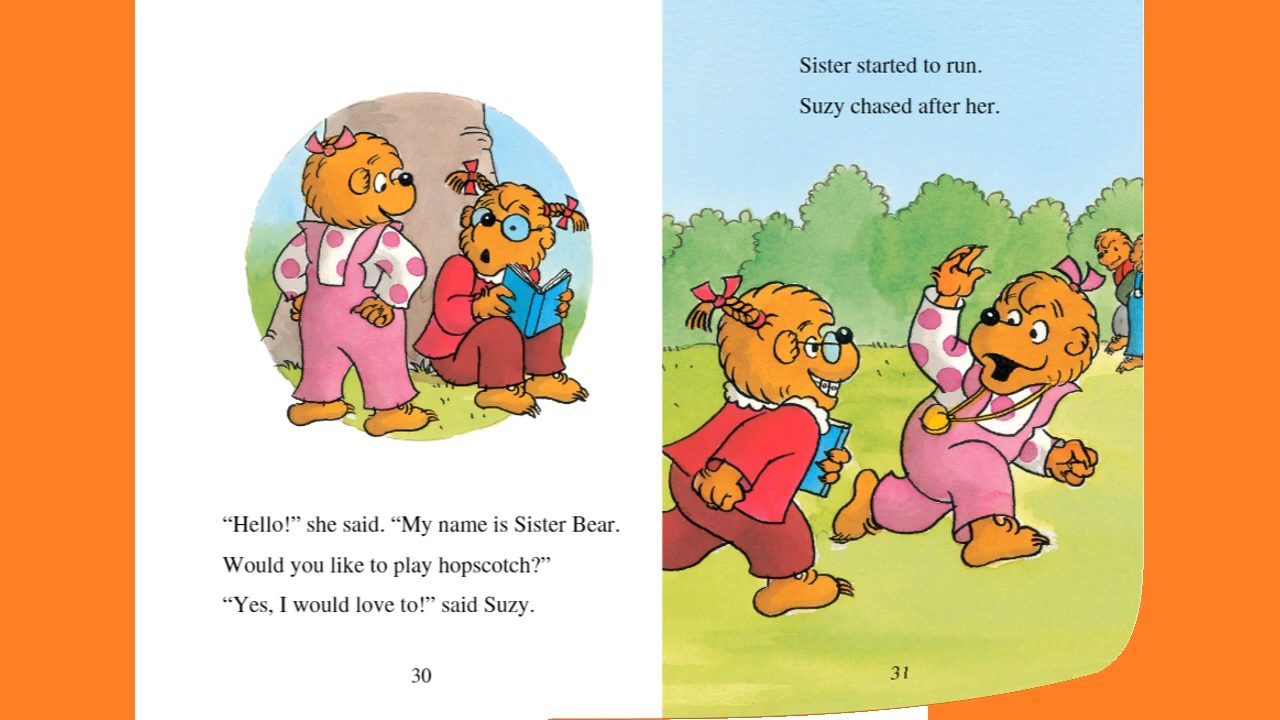 “Hello!” she said. “My name is Sister Bear.
Would you like to play hopscotch?”
“Yes, I would love to!” said Suzy.
30
Sister started to run.
Suzy chased after her.
31